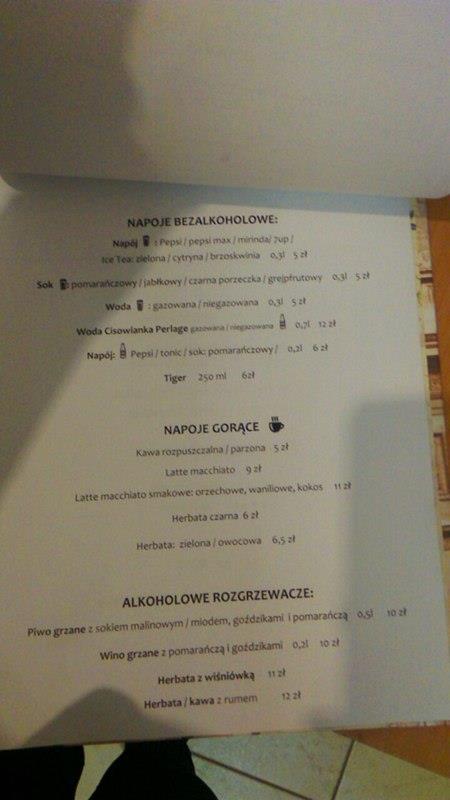 NAPOJE BEZALKOHOLOWE:
Napój : Pepsi / pepsi max / mirinda/ 7up /
Ice Tea: zielona / cytryna / brzoskwinia 0,3l 5 zł
Sok : pomarańczowy / jabłkowy / czarna porzeczka / grejpfrutowy 0,3l 5 zł
Woda : gazowana / niegazowana 0,3l 5 zł
Woda Cisowianka Perlage gazowana / niegazowana 0,7l 12 zł
Napój: Pepsi / tonic / sok: pomarańczowy / 0,2l 6 zł
Tiger 250 ml 6zł
NAPOJE GORĄCE
Kawa rozpuszczalna / parzona 5 zł
Latte macchiato 9 zł
Latte macchiato smakowe: orzechowe, waniliowe, kokos 11 zł
Herbata czarna 6 zł
Herbata: zielona / owocowa 6,5 zł
ALKOHOLOWE ROZGRZEWACZE:
Piwo grzane z sokiem malinowym / miodem, goździkami i pomarańczą 0,5l 10 zł
Wino grzane z pomarańczą i goździkami 0,2l 10 zł
Herbata z wiśniówką 11 zł
Herbata / kawa z rumem 12 zł